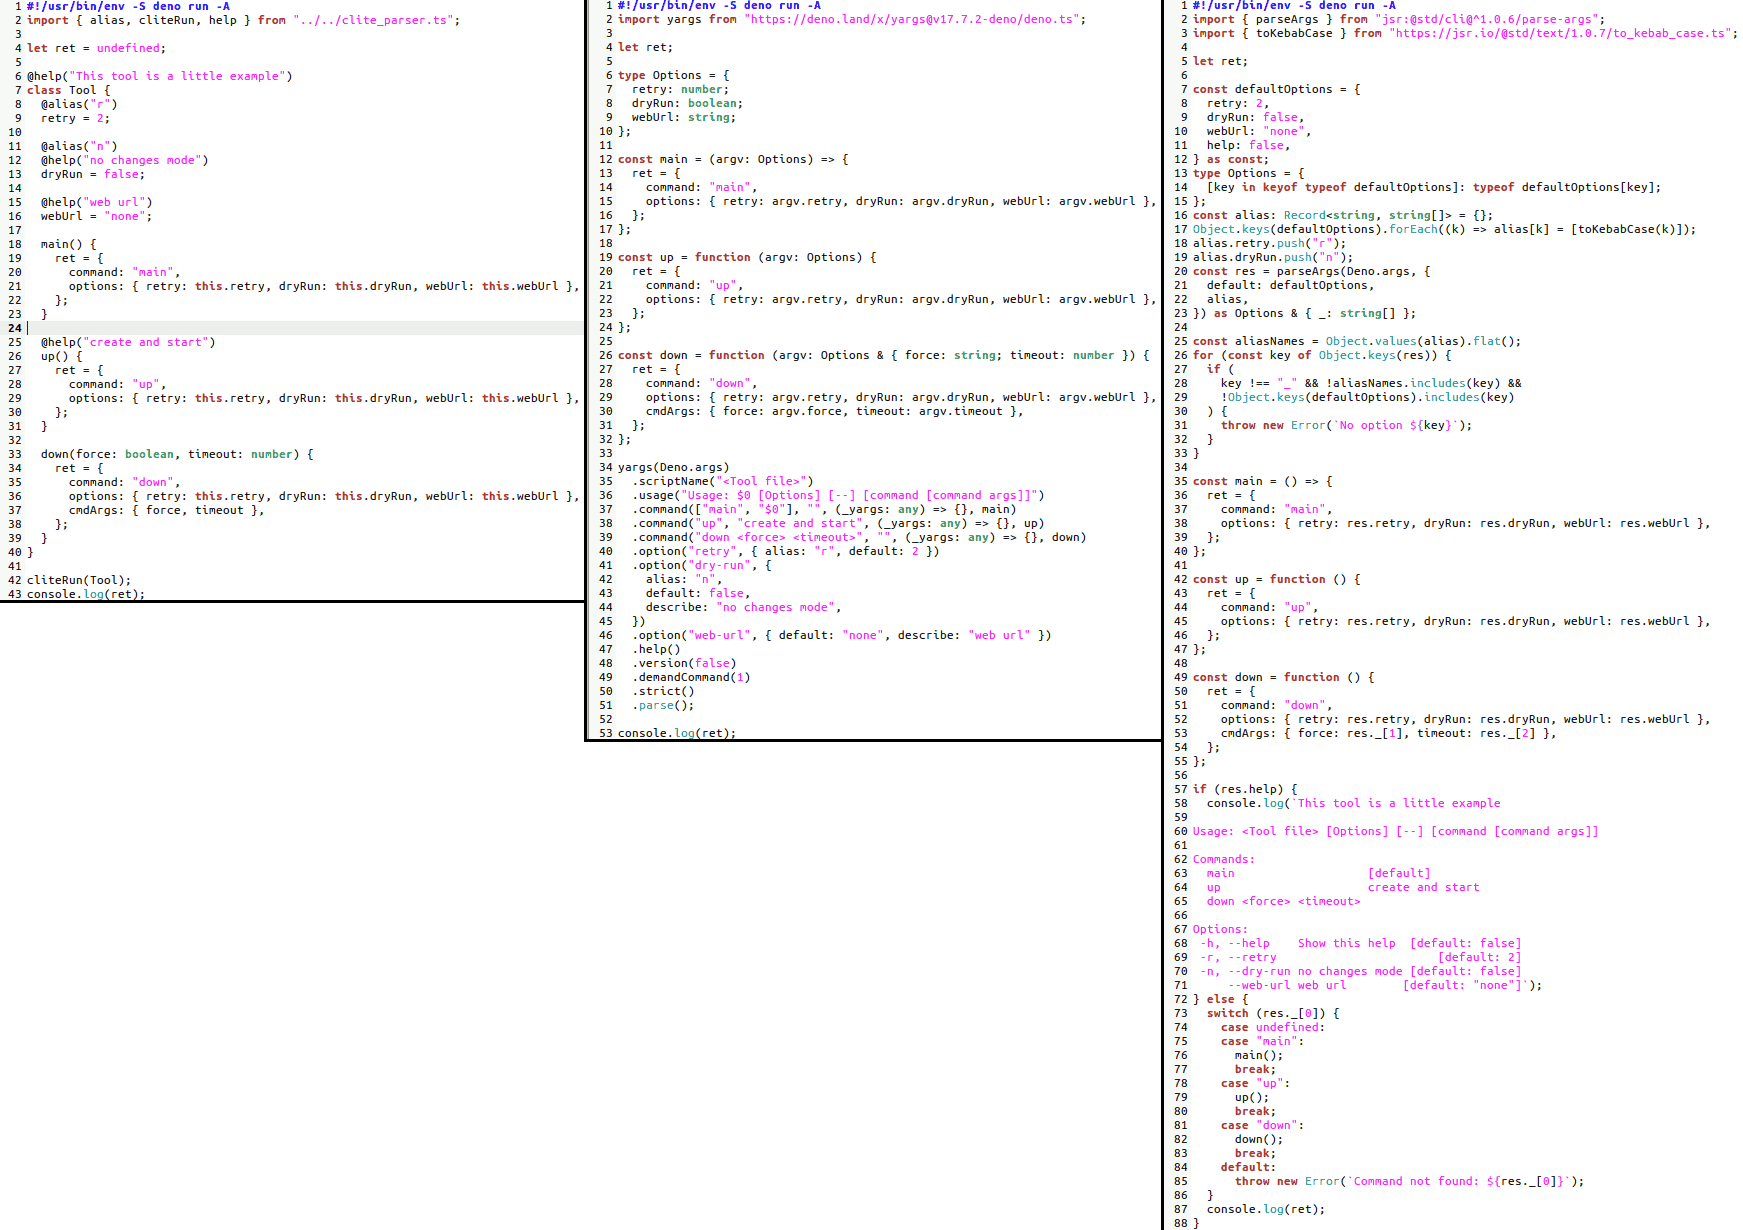 1 #!/usr/bin/env -S deno run -A
2 import { alias, cliteRun, help } from "../../clite_parser.ts";
3
4 let ret = undefined;
5
6 @help("This tool is a little example")
7 class Tool {
8   @alias("r")
9   retry = 2;
10
11   @alias("n")
12   @help("no changes mode")
13   dryRun = false;
14
15   @help("web url")
16   webUrl = "none";
17
18   main() {
19     ret = {
20       command: "main",
21       options: { retry: this.retry, dryRun: this.dryRun, webUrl: this.webUrl },
22     };
23   }
24
25   @help("create and start")
26   up() {
27     ret = {
28       command: "up",
29       options: { retry: this.retry, dryRun: this.dryRun, webUrl: this.webUrl },
30     };
31   }
32
33   down(force: boolean, timeout: number) {
34     ret = {
35       command: "down",
36       options: { retry: this.retry, dryRun: this.dryRun, webUrl: this.webUrl },
37       cmdArgs: { force, timeout },
38     };
39   }
40 }
41
42 cliteRun(Tool);
43 console.log(ret);
1 #!/usr/bin/env -S deno run -A
2 import yargs from "https://deno.land/x/yargs@v17.7.2-deno/deno.ts";
3
4 let ret;
5
6 type Options = {
7   retry: number;
8   dryRun: boolean;
9   webUrl: string;
10 };
11
12 const main = (argv: Options) => {
13   ret = {
14     command: "main",
15     options: { retry: argv.retry, dryRun: argv.dryRun, webUrl: argv.webUrl },
16   };
17 };
18
19 const up = function (argv: Options) {
20   ret = {
21     command: "up",
22     options: { retry: argv.retry, dryRun: argv.dryRun, webUrl: argv.webUrl },
23   };
24 };
25
26 const down = function (argv: Options & { force: string; timeout: number }) {
27   ret = {
28     command: "down",
29     options: { retry: argv.retry, dryRun: argv.dryRun, webUrl: argv.webUrl },
30     cmdArgs: { force: argv.force, timeout: argv.timeout },
31   };
32 };
33
34 yargs(Deno.args)
35   .scriptName("<Tool file>")
36   .usage("Usage: $0 [Options] [--] [command [command args]]")
37   .command(["main", "$0"], "", (_yargs: any) => {}, main)
38   .command("up", "create and start", (_yargs: any) => {}, up)
39   .command("down <force> <timeout>", "", (_yargs: any) => {}, down)
40   .option("retry", { alias: "r", default: 2 })
41   .option("dry-run", {
42     alias: "n",
43     default: false,
44     describe: "no changes mode",
45   })
46   .option("web-url", { default: "none", describe: "web url" })
47   .help()
48   .version(false)
49   .demandCommand(1)
50   .strict()
51   .parse();
52
53 console.log(ret);
1 #!/usr/bin/env -S deno run -A
2 import { parseArgs } from "jsr:@std/cli@^1.0.6/parse-args";
3 import { toKebabCase } from "https://jsr.io/@std/text/1.0.7/to_kebab_case.ts";
4
5 let ret;
6
7 const defaultOptions = {
8   retry: 2,
9   dryRun: false,
10   webUrl: "none",
11   help: false,
12 } as const;
13 type Options = {
14   [key in keyof typeof defaultOptions]: typeof defaultOptions[key];
15 };
16 const alias: Record<string, string[]> = {};
17 Object.keys(defaultOptions).forEach((k) => alias[k] = [toKebabCase(k)]);
18 alias.retry.push("r");
19 alias.dryRun.push("n");
20 const res = parseArgs(Deno.args, {
21   default: defaultOptions,
22   alias,
23 }) as Options & { _: string[] };
24
25 const aliasNames = Object.values(alias).flat();
26 for (const key of Object.keys(res)) {
27   if (
28     key !== "_" && !aliasNames.includes(key) &&
29     !Object.keys(defaultOptions).includes(key)
30   ) {
31     throw new Error(`No option ${key}`);
32   }
33 }
34
35 const main = () => {
36   ret = {
37     command: "main",
38     options: { retry: res.retry, dryRun: res.dryRun, webUrl: res.webUrl },
39   };
40 };
41
42 const up = function () {
43   ret = {
44     command: "up",
45     options: { retry: res.retry, dryRun: res.dryRun, webUrl: res.webUrl },
46   };
47 };
48
49 const down = function () {
50   ret = {
51     command: "down",
52     options: { retry: res.retry, dryRun: res.dryRun, webUrl: res.webUrl },
53     cmdArgs: { force: res._[1], timeout: res._[2] },
54   };
55 };
56
57 if (res.help) {
58   console.log(`This tool is a little example
59
60 Usage: <Tool file> [Options] [--] [command [command args]]
61
62 Commands:
63   main                   [default]
64   up                     create and start
65   down <force> <timeout>
66
67 Options:
68  -h, --help    Show this help  [default: false]
69  -r, --retry                       [default: 2]
70  -n, --dry-run no changes mode [default: false]
71      --web-url web url        [default: "none"]`);
72 } else {
73   switch (res._[0]) {
74     case undefined:
75     case "main":
76       main();
77       break;
78     case "up":
79       up();
80       break;
81     case "down":
82       down();
83       break;
84     default:
85       throw new Error(`Command not found: ${res._[0]}`);
86   }
87   console.log(ret);
88 }